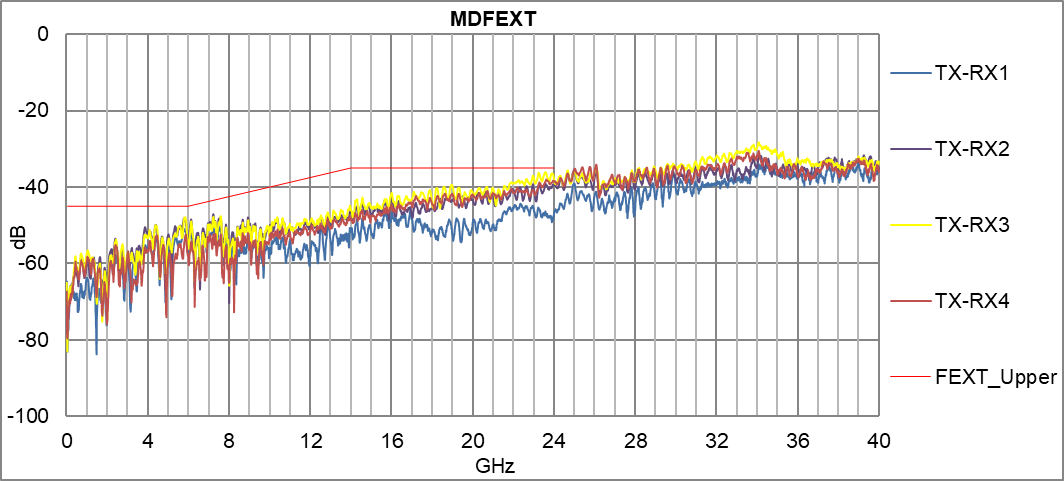 MDFEXT
0
-20
-40
-60
-80
-100
dB
0 4 8 12 16 20 24 28 32 36 40
GHz
TX-RX1
TX-RX2
TX-RX3
TX-RX4
FEXT_Upper